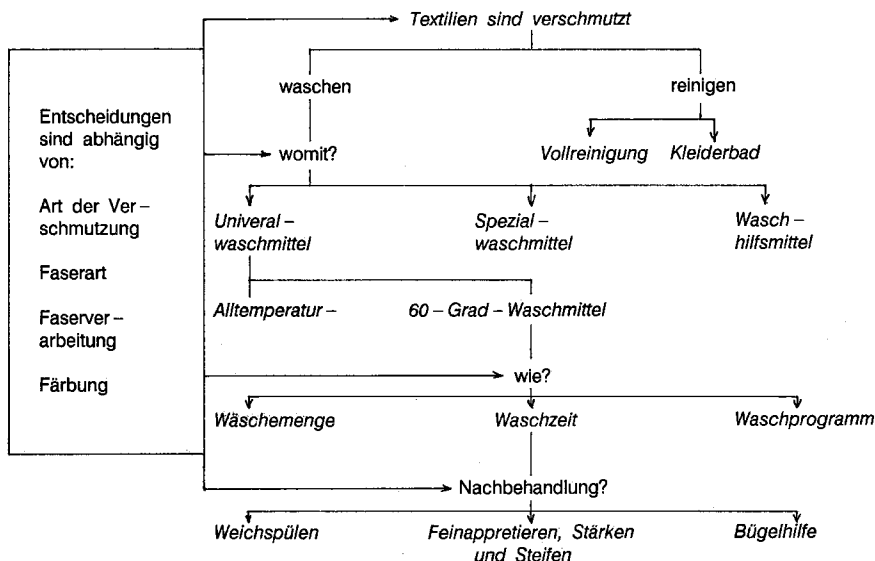 Textilien sind verschmutzt
waschen
reinigen
Entscheidungen
sind abhängig
von:
Art der Ver-
schmutzung
Faserart
Faserver-
arbeitung
Färbung
womit?
Vollreinigung
Kleiderbad
Univeral-
waschmittel
Spezial-
waschmittel
Wasch-
hilfsmittel
Alltemperatur-
60-Grad-Waschmittel
wie?
Wäschemenge
Waschzeit
Waschprogramm
Nachbehandlung?
Weichspülen
Feinappretieren, Stärken
und Steifen
Bügelhilfe